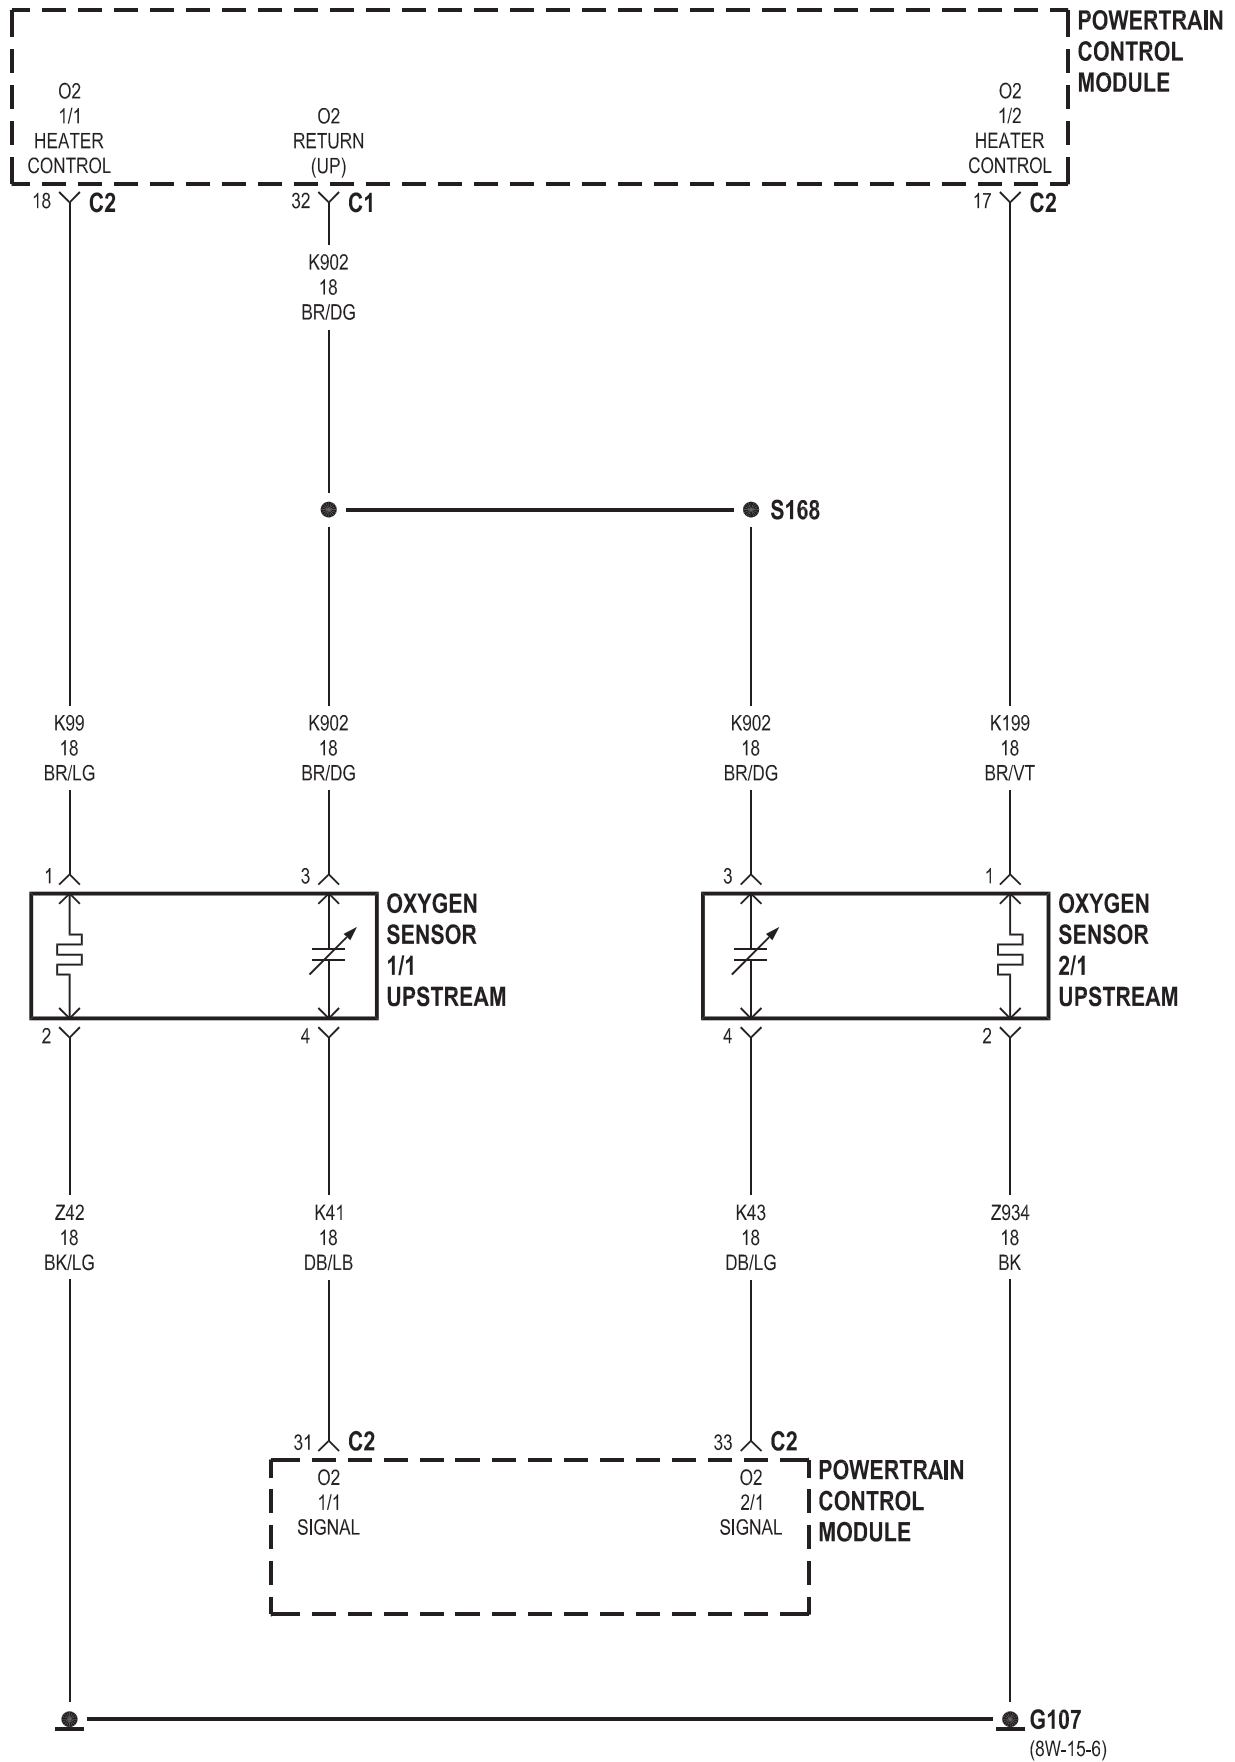 POWERTRAIN
CONTROL
MODULE
O2
1/1
HEATER
CONTROL
O2
RETURN
(UP)
O2
1/2
HEATER
CONTROL
18 C2
32 C1
17 C2
K902
18
BR/DG
S168
K99
18
BR/LG
K902
18
BR/DG
K902
18
BR/DG
K199
18
BR/VT
1
3
3
1
OXYGEN
SENSOR
1/1
UPSTREAM
OXYGEN
SENSOR
2/1
UPSTREAM
2
4
4
2
Z42
18
BK/LG
K41
18
DB/LB
K43
18
DB/LG
Z934
18
BK
31 C2
33 C2
O2
1/1
SIGNAL
O2
2/1
SIGNAL
POWERTRAIN
CONTROL
MODULE
G107
(8W-15-6)